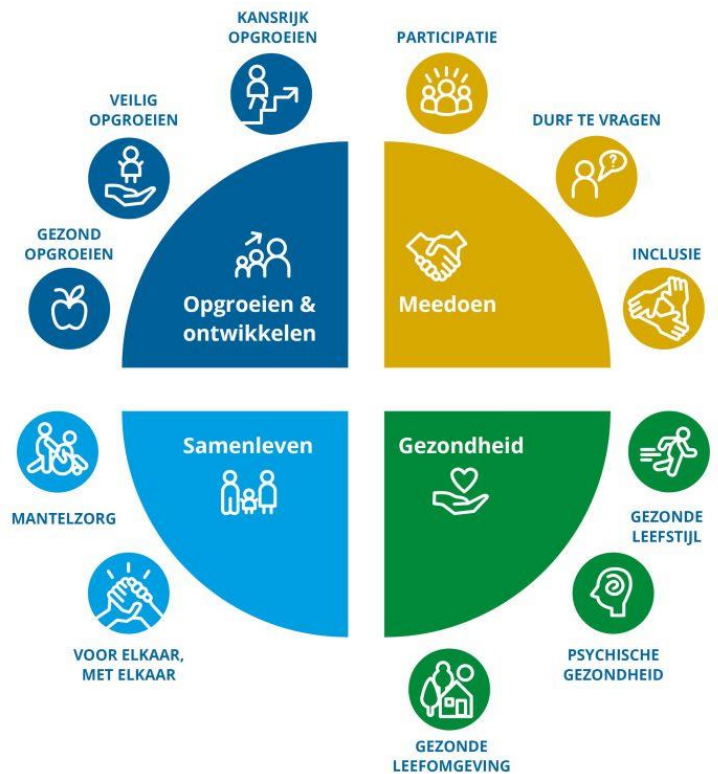 KANSRIJK
OPGROEIEN
PARTICIPATIE
VEILIG
OPGROEIEN
DURF TE VRAGEN
GEZOND
OPGROEIEN
INCLUSIE
Opgroeien &
ontwikkelen
Meedoen
Samenleven
Gezondheid
MANTELZORG
GEZONDE
LEEFSTIJL
VOOR ELKAAR,
MET ELKAAR
PSYCHISCHE
GEZONDHEID
GEZONDE
LEEFOMGEVING
?